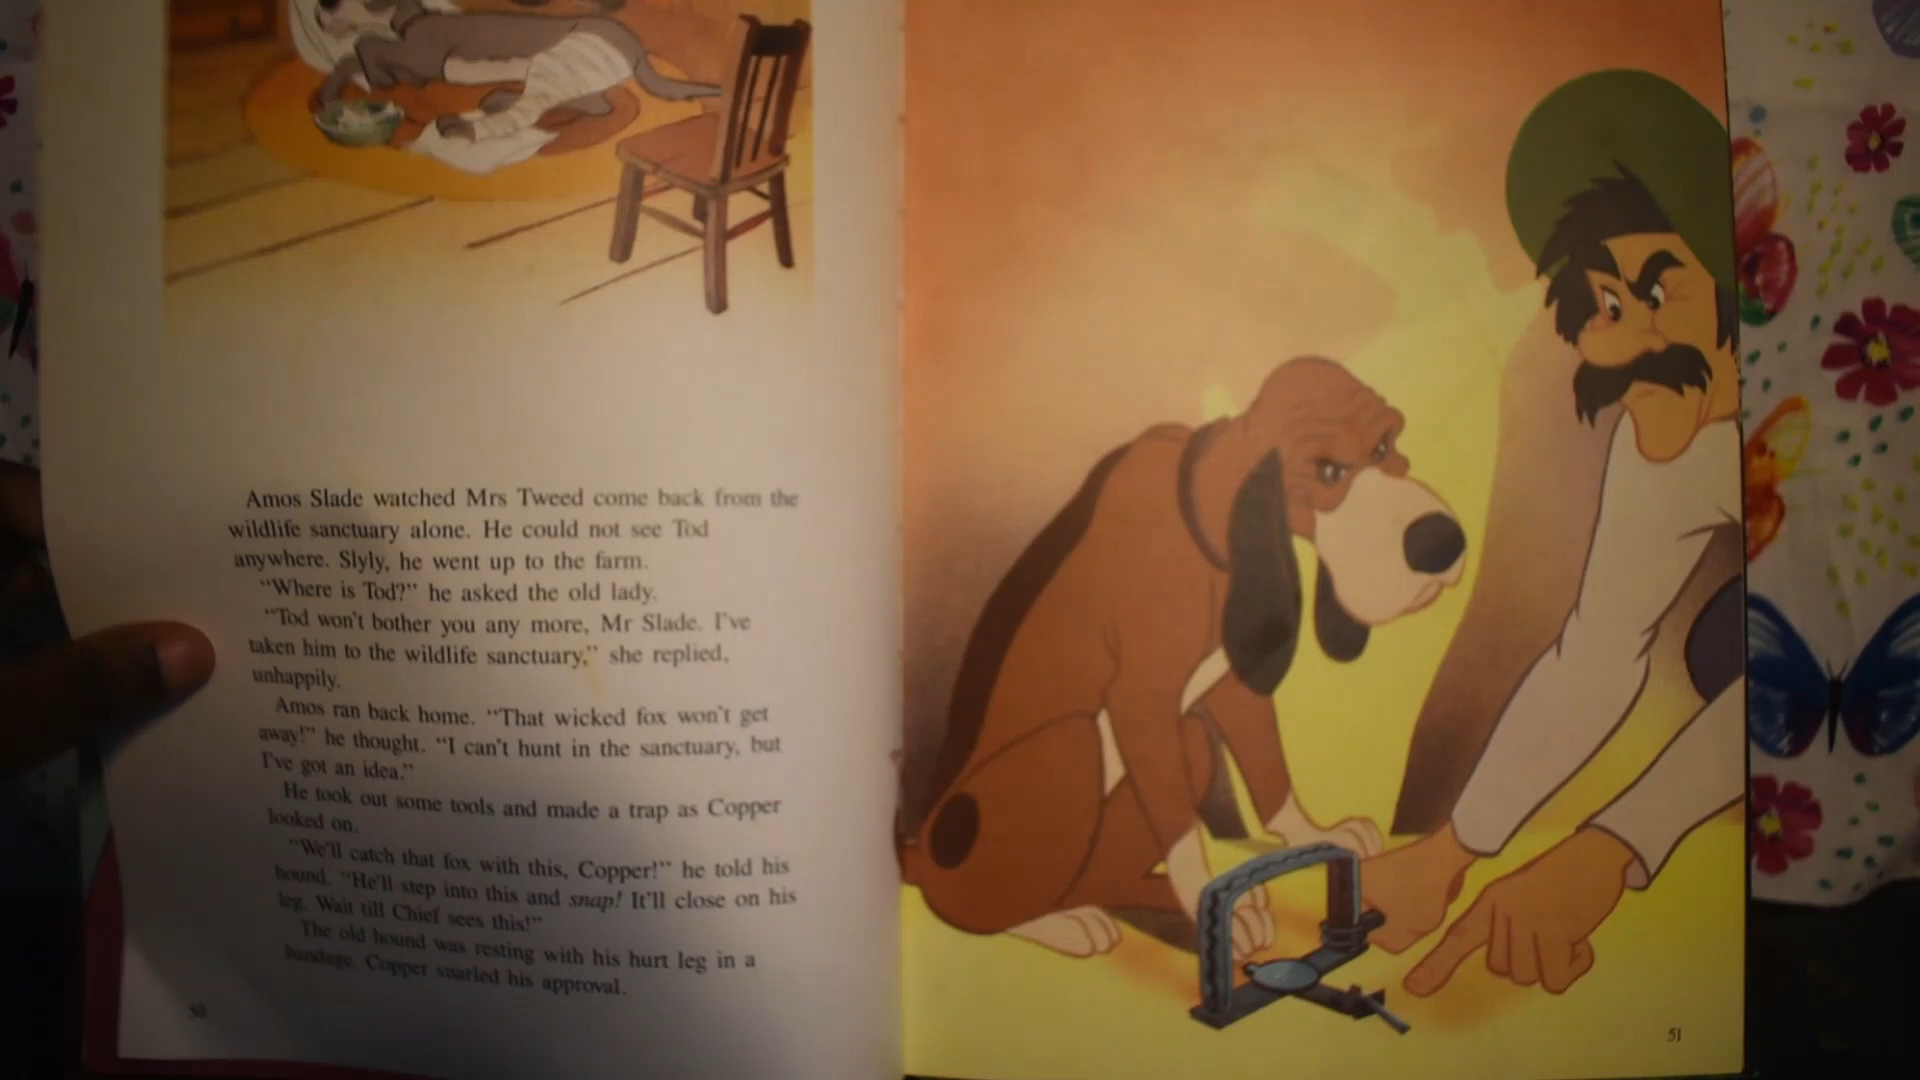 Amos Slade watched Mrs Tweed come back from the
wildlife sanctuary alone. He could not see Tod
anywhere. Slyly, he went up to the farm.
“Where is Tod?” he asked the old lady.
“Tod won't bother you any more, Mr Slade. I've
taken him to the wildlife sanctuary,” she replied,
unhappily.
Amos ran back home. “That wicked fox won't get
away!” he thought. “I can't hunt in the sanctuary, but
I've got an idea.”
He took out some tools and made a trap as Copper
looked on.
“We'll catch that fox with this, Copper!” he told his
hound. “He'll step into this and snap! It'll close on his
leg. Wait till Chief sees this!”
The old hound was resting with his hurt leg in a
bandage. Copper snarled his approval.
50
51